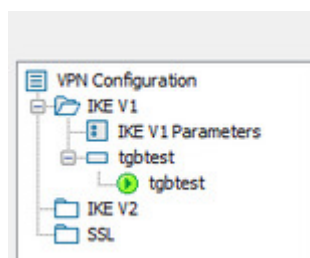 VPN Configuration
IKE V1
IKE V1 Parameters
tgbtest
tgbtest
IKE V2
SSL